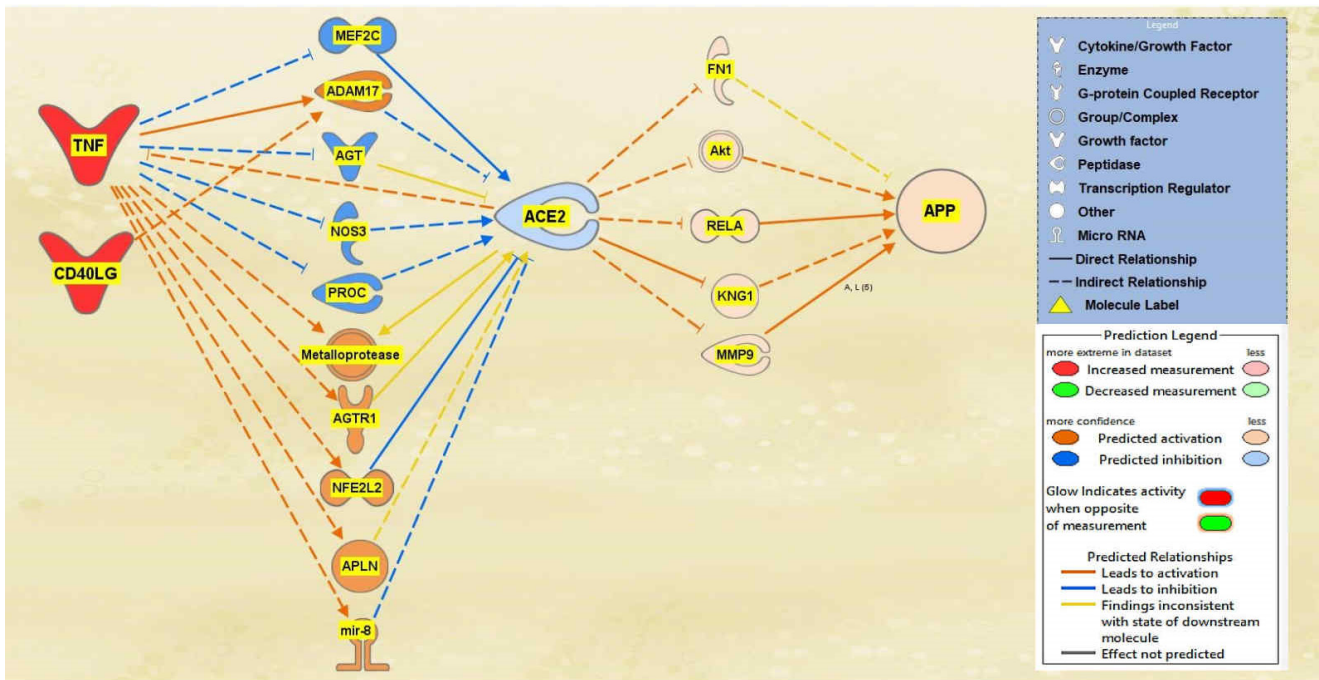 MEF2C
ADAM17
TNF
AGT
NOS3
CD40LG
PROC
Metalloprotease
AGTR1
NFE2L2
APLN
mir-8
ACE2
FN1
Akt
RELA
KNG1
MMP9
A, L (5)
APP
Legend
Cytokine/Growth Factor
Enzyme
G-protein Coupled Receptor
Group/Complex
Growth factor
Peptidase
Transcription Regulator
Other
Micro RNA
Direct Relationship
Indirect Relationship
Molecule Label
Prediction Legend
more extreme in dataset less
Increased measurement
Decreased measurement
more confidence less
Predicted activation
Predicted inhibition
Glow Indicates activity
when opposite
of measurement
Predicted Relationships
Leads to activation
Leads to inhibition
Findings inconsistent
with state of downstream
molecule
Effect not predicted